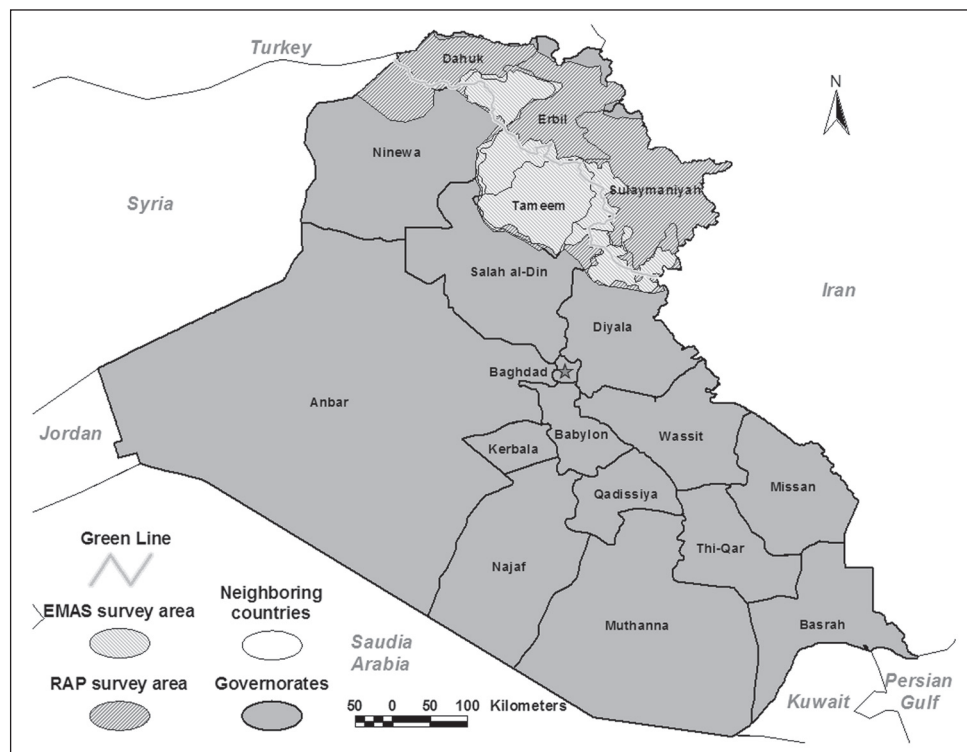 Turkey
Dahuk
N
Erbil
Ninewa
Sulaymaniyah
Syria
Tameem
Salah al-Din
Iran
Diyala
Baghdad
Anbar
Jordan
Babylon
Wassit
Kerbala
Missan
Qadissiya
Thi-Qar
Najaf
Muthanna
Basrah
Saudia
Arabia
Kuwait
Persian
Gulf
Green Line
EMAS survey area
Neighboring
countries
RAP survey area
Governorates
50 0 50 100 Kilometers